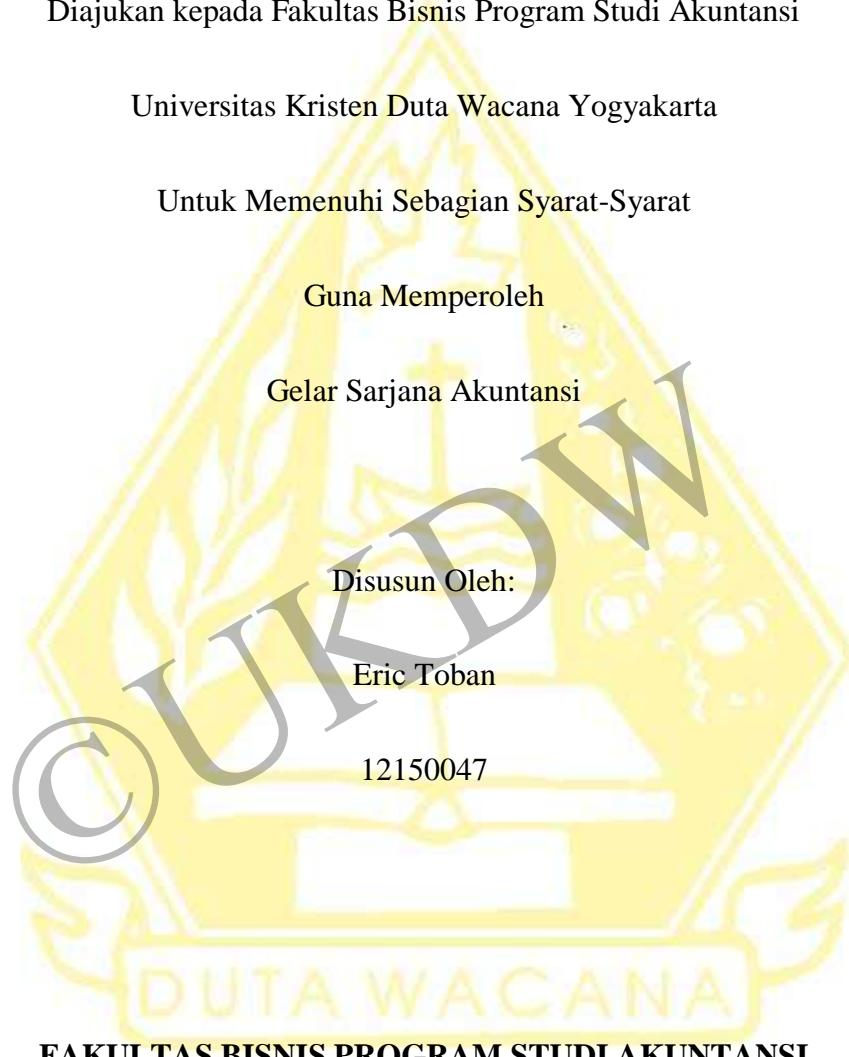 Diajukan kepada Fakultas Bisnis Program Studi Akuntansi
Universitas Kristen Duta Wacana Yogyakarta
Untuk Memenuhi Sebagian Syarat-Syarat
Guna Memperoleh
Gelar Sarjana Akuntansi
Disusun Oleh:
Eric Toban
12150047
©UKDW
DUTA WACANA
FAKULTAS BISNIS PROGRAM STUDI AKUNTANSI